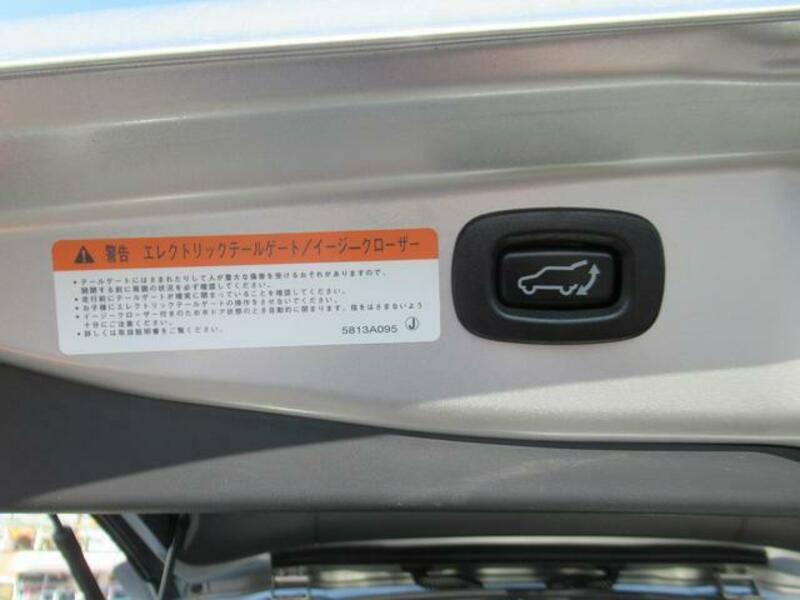 警告 エレクトリックテールゲート/イージークローザー
• テールゲートにはさまれたりして人が重大な傷害を受けるおそれがありますので、
開閉する前に周囲の状況を必ず確認してください。
• 走行前にテールゲートが確実に閉まっていることを確認してください。
• お子様にエレクトリックテールゲートの操作をさせないでください。
• イージークローザー付きのため半ドア状態のとき自動的に閉まります。指をはさまないよう
十分にご注意ください。
• 詳しくは取扱説明書をご覧ください。
5813A095 Ⓙ